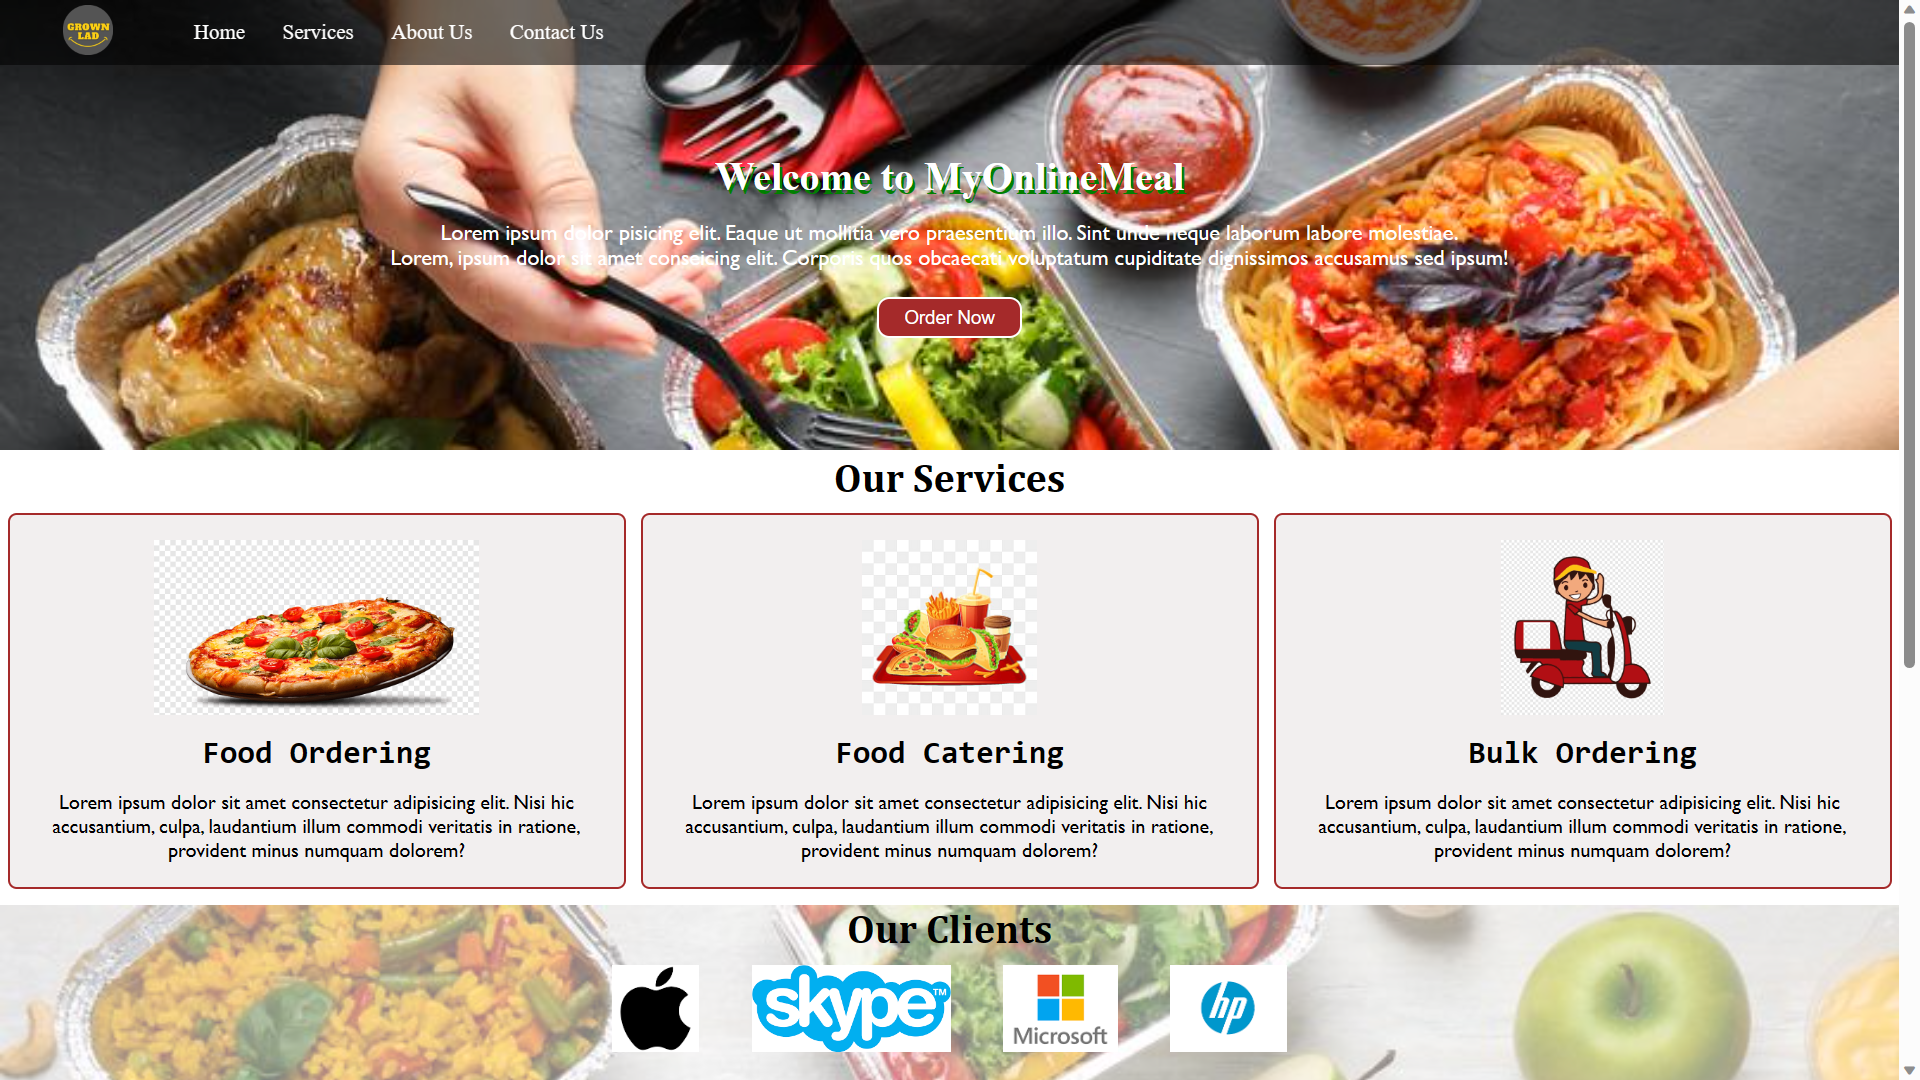 GROWN
LAD
Home
Services
About Us
Contact Us
Welcome to MyOnlineMeal
Lorem ipsum dolor pisicing elit. Eaque ut mollitia vero praesentium illo. Sint unde neque laborum labore molestiae.
Lorem, ipsum dolor sit amet conseicing elit. Corporis quos obcaecati voluptatum cupiditate dignissimos accusamus sed ipsum!
Order Now
Our Services
Food Ordering
Lorem ipsum dolor sit amet consectetur adipisicing elit. Nisi hic
accusantium, culpa, laudantium illum commodi veritatis in ratione,
provident minus numquam dolorem?
Food Catering
Lorem ipsum dolor sit amet consectetur adipisicing elit. Nisi hic
accusantium, culpa, laudantium illum commodi veritatis in ratione,
provident minus numquam dolorem?
Bulk Ordering
Lorem ipsum dolor sit amet consectetur adipisicing elit. Nisi hic
accusantium, culpa, laudantium illum commodi veritatis in ratione,
provident minus numquam dolorem?
Our Clients
skype™
Microsoft
hp